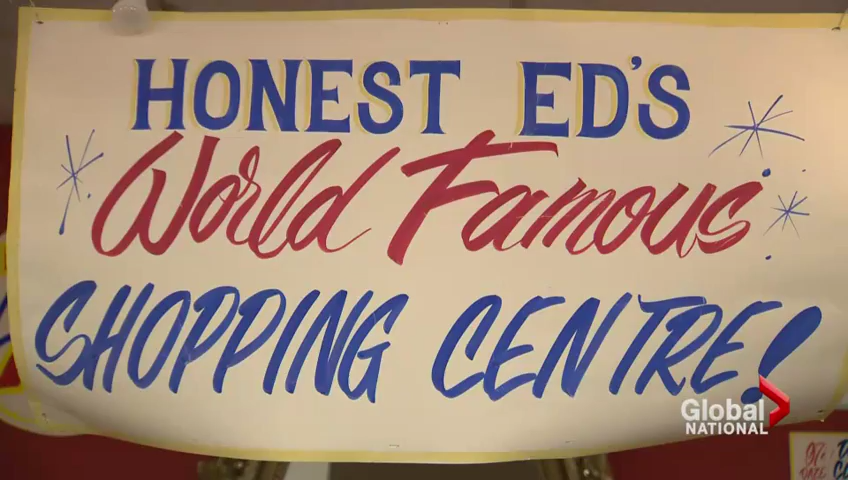 HONEST ED'S
World Famous
SHOPPING CENTRE!
Global
NATIONAL